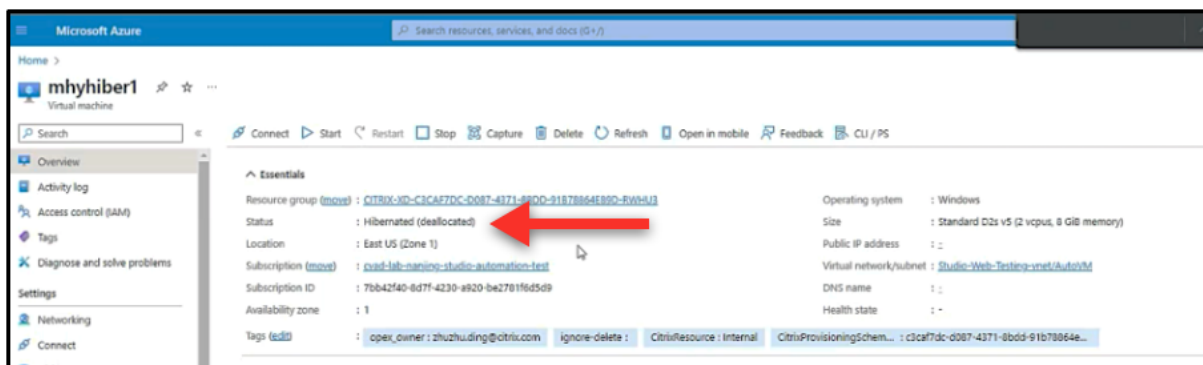 Microsoft Azure
Search resources, services, and docs (G+/)
Home >
mhyhiber1
Virtual machine
Search
Connect Start Restart Stop Capture Delete Refresh Open in mobile Feedback CLI / PS
Overview
Activity log
Access control (IAM)
Tags
Diagnose and solve problems
Settings
Networking
Connect
Essentials
Resource group (move) : CITRIX-XD-C3CAF7DC-D087-4371-8BDD-91B78864E89D-RWHU3
Status : Hibernated (deallocated)
Location : East US (Zone 1)
Subscription (move) : cvad-lab-nanjing-studio-automation-test
Subscription ID : 7bb42f40-8d7f-4230-a920-be2781f6d5d9
Availability zone : 1
Operating system : Windows
Size : Standard D2s v5 (2 vcpus, 8 GiB memory)
Public IP address : -
Virtual network/subnet : Studio-Web-Testing-vnet/AutoVM
DNS name : -
Health state : -
Tags (edit) : opex_owner : zhuzhu.ding@citrix.com ignore-delete : CitrixResource : Internal CitrixProvisioningSchem... : c3caf7dc-d087-4371-8bdd-91b78864e...